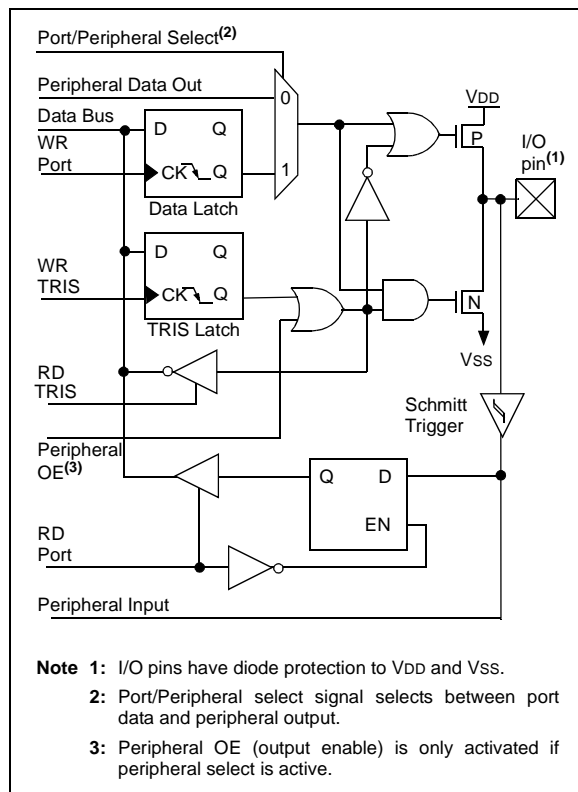 Port/Peripheral Select(2)
Peripheral Data Out
Data Bus
WR
Port
D Q
CK Q
Data Latch
0
1
VDD
P
I/O
pin(1)
WR
TRIS
D Q
CK Q
TRIS Latch
N
VSS
RD
TRIS
Schmitt
Trigger
Peripheral
OE(3)
Q D
EN
RD
Port
Peripheral Input
Note 1: I/O pins have diode protection to VDD and VSS.
2: Port/Peripheral select signal selects between port
data and peripheral output.
3: Peripheral OE (output enable) is only activated if
peripheral select is active.